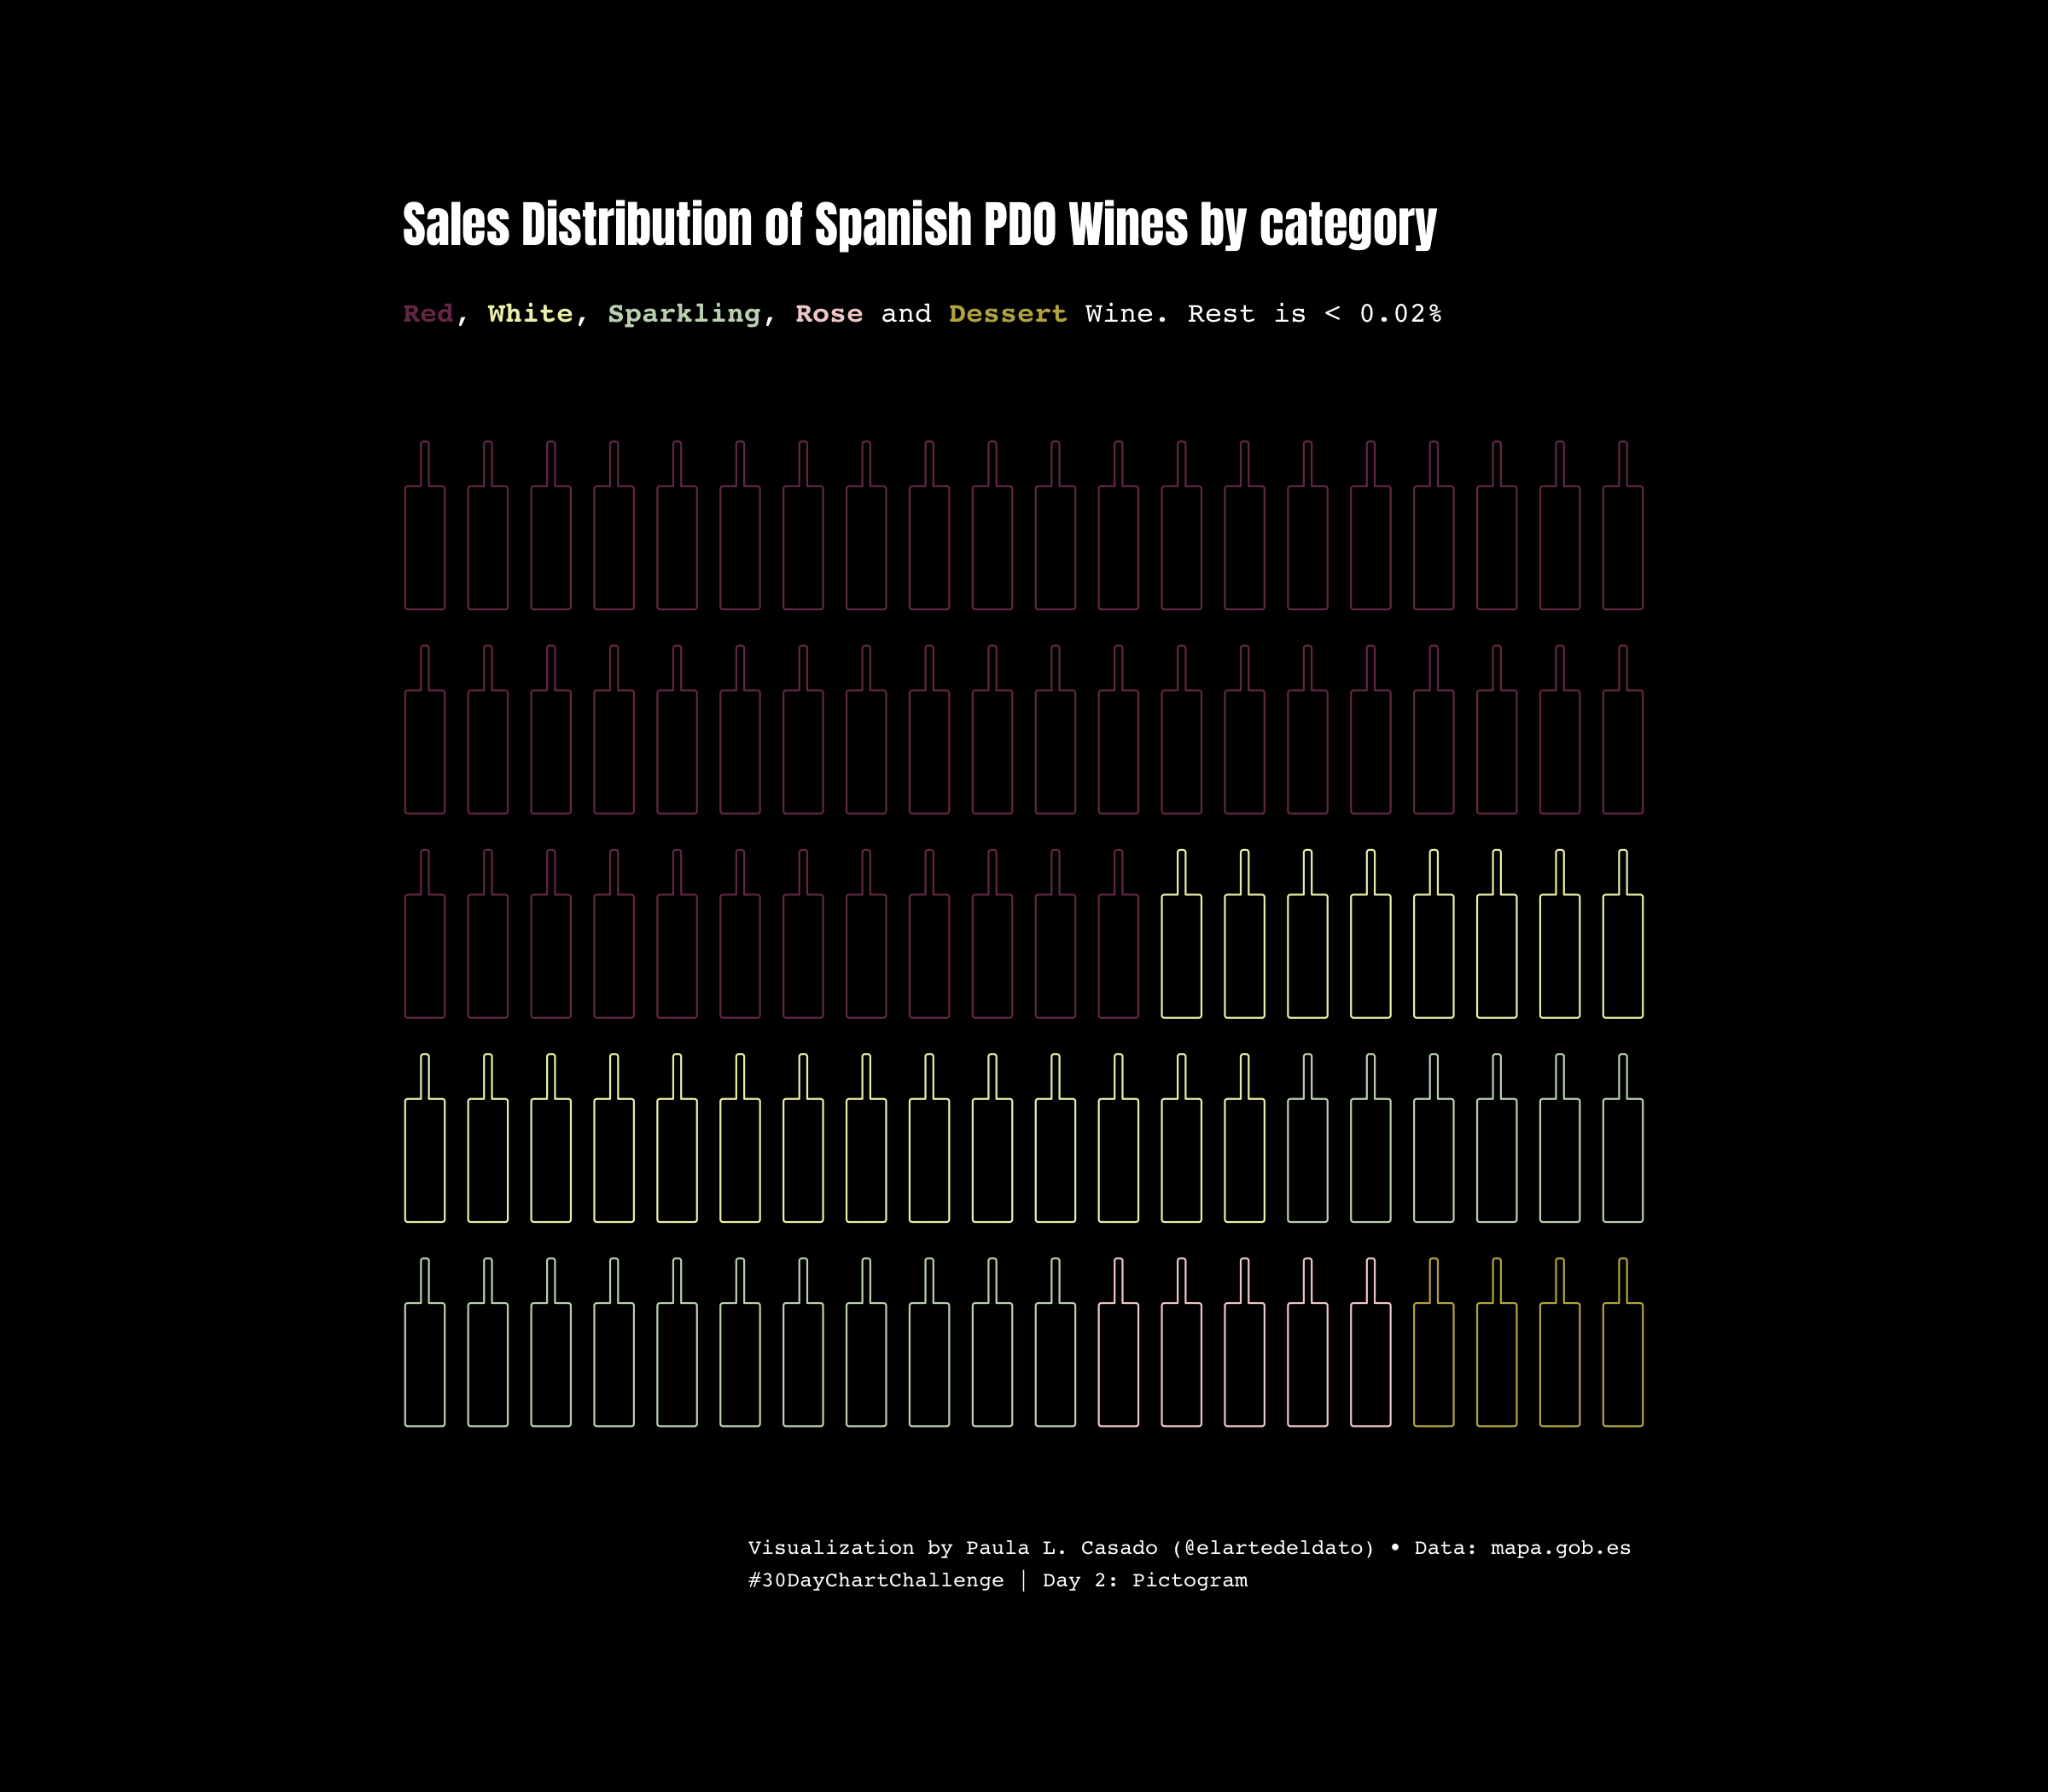 Sales Distribution of Spanish PDO Wines by category
Red, White, Sparkling, Rose and Dessert Wine. Rest is < 0.02%
Visualization by Paula L. Casado (@elartedeldato) • Data: mapa.gob.es
#30DayChartChallenge | Day 2: Pictogram